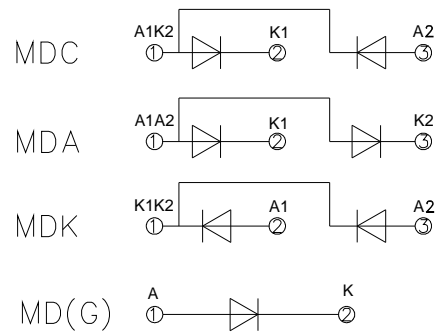 A1K2 K1 A2
MDC ① ② ③
A1A2 K1 K2
MDA ① ② ③
K1K2 A1 A2
MDK ① ② ③
A K
MD(G) ① ②